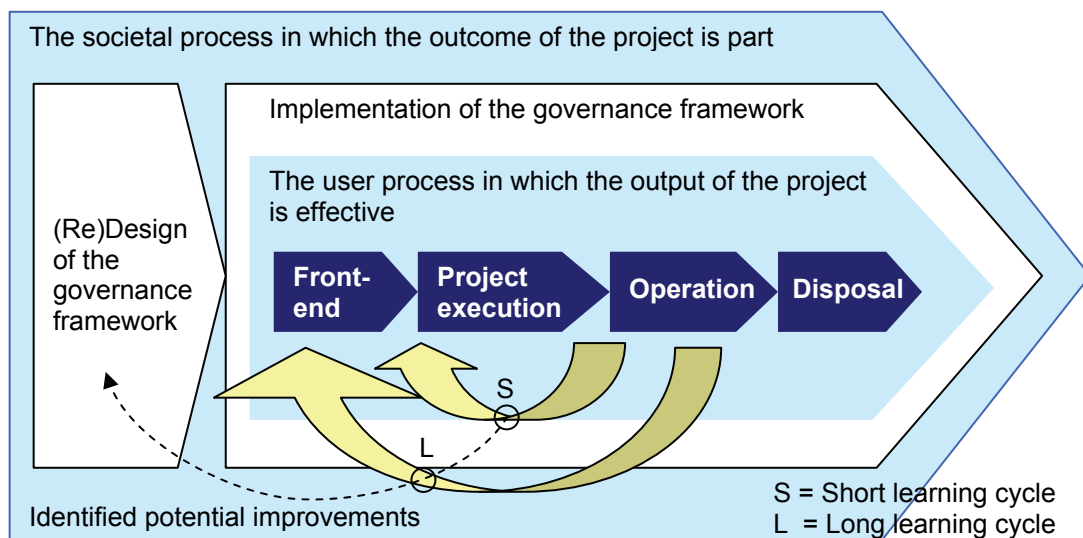 The societal process in which the outcome of the project is part
Implementation of the governance framework
The user process in which the output of the project
is effective
(Re)Design
of the
governance
framework
Front-
end
Project
execution
Operation
Disposal
S
L
Identified potential improvements
S = Short learning cycle
L = Long learning cycle